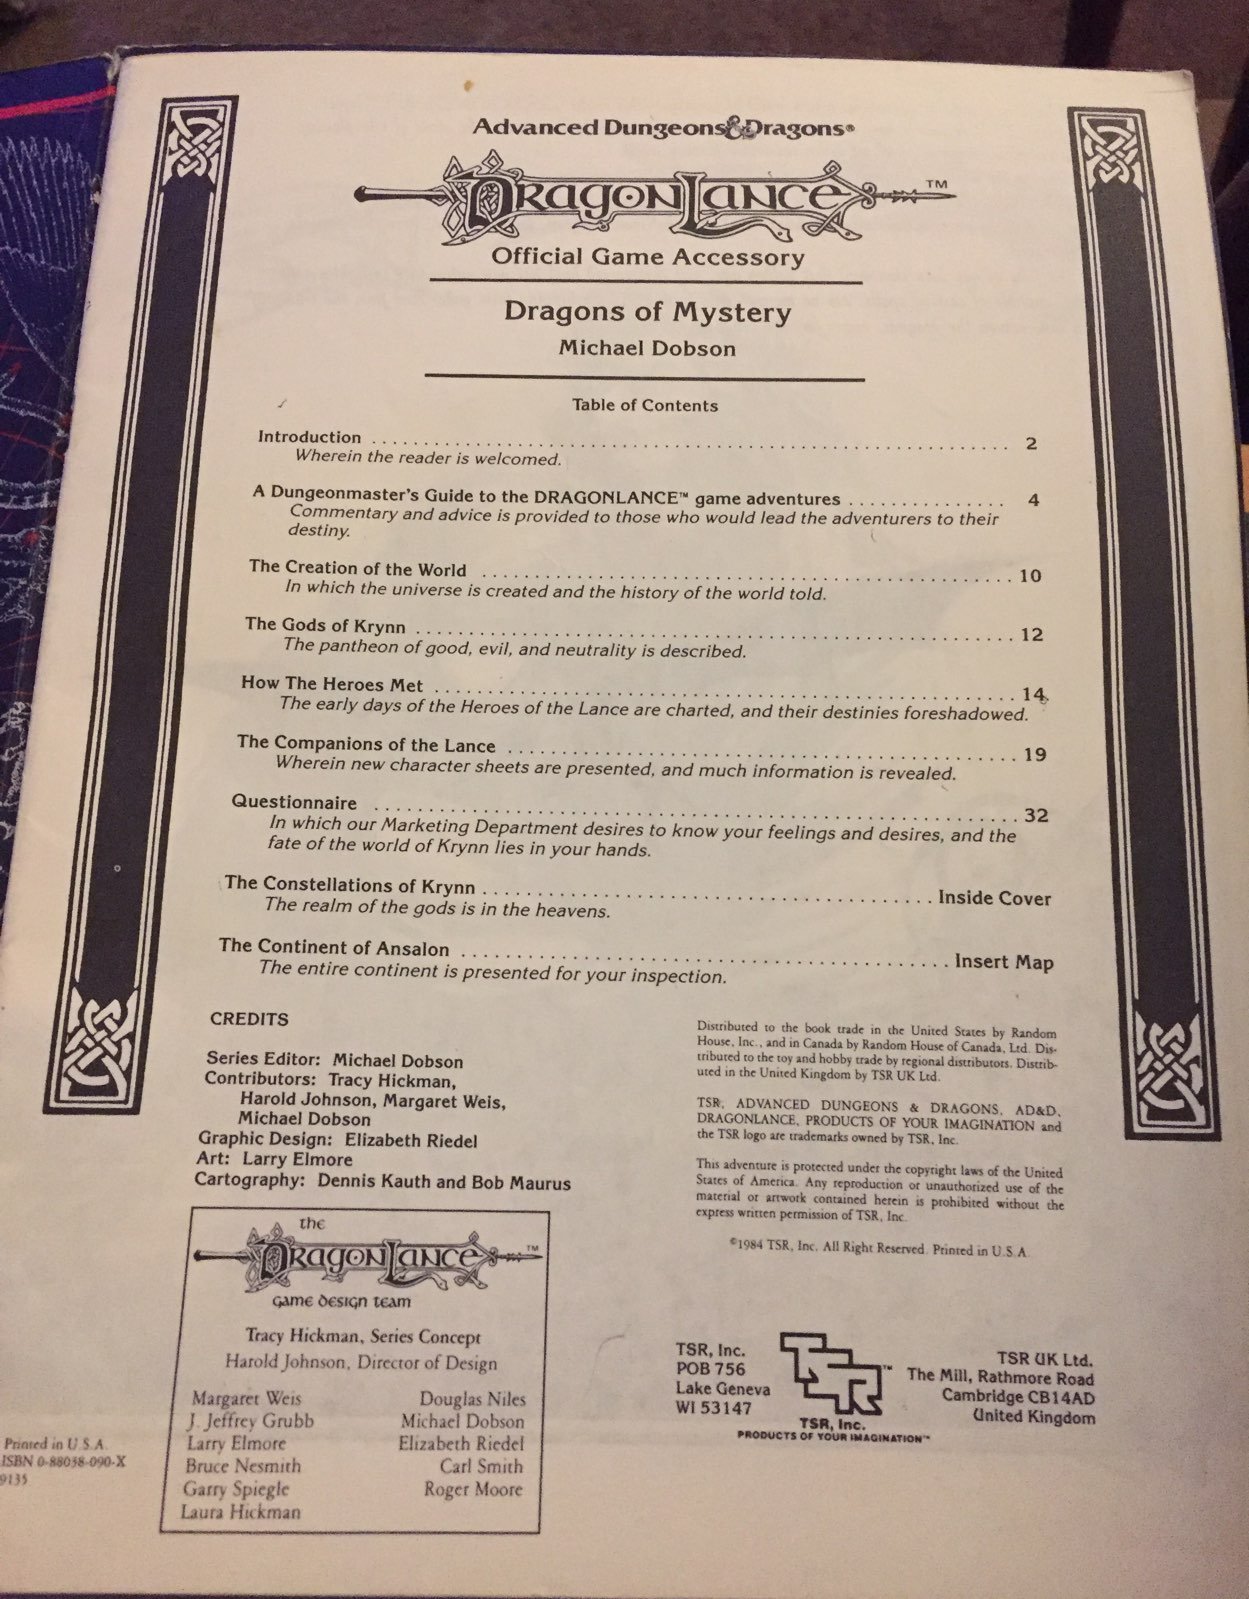 Advanced Dungeons & Dragons®
DRAGONLANCE™
Official Game Accessory
Dragons of Mystery
Michael Dobson
Table of Contents
Introduction . . . . . . . . . . . . . . . . . . . . . . . . . . . . . . 2
Wherein the reader is welcomed.
A Dungeonmaster's Guide to the DRAGONLANCE™ game adventures . . . . . . . . . . . . . . . 4
Commentary and advice is provided to those who would lead the adventurers to their
destiny.
The Creation of the World . . . . . . . . . . . . . . . . . . . . . . . . . . . . . . 10
In which the universe is created and the history of the world told.
The Gods of Krynn . . . . . . . . . . . . . . . . . . . . . . . . . . . . . . 12
The pantheon of good, evil, and neutrality is described.
How The Heroes Met . . . . . . . . . . . . . . . . . . . . . . . . . . . . . . 14
The early days of the Heroes of the Lance are charted, and their destinies foreshadowed.
The Companions of the Lance . . . . . . . . . . . . . . . . . . . . . . . . . . . . . . 19
Wherein new character sheets are presented, and much information is revealed.
Questionnaire . . . . . . . . . . . . . . . . . . . . . . . . . . . . . . 32
In which our Marketing Department desires to know your feelings and desires, and the
fate of the world of Krynn lies in your hands.
The Constellations of Krynn . . . . . . . . . . . . . . . . . . . . . . . . . . . . . . Inside Cover
The realm of the gods is in the heavens.
The Continent of Ansalon . . . . . . . . . . . . . . . . . . . . . . . . . . . . . . Insert Map
The entire continent is presented for your inspection.
CREDITS
Series Editor: Michael Dobson
Contributors: Tracy Hickman,
Harold Johnson, Margaret Weis,
Michael Dobson
Graphic Design: Elizabeth Riedel
Art: Larry Elmore
Cartography: Dennis Kauth and Bob Maurus
the
DRAGONLANCE™
GAME DESIGN TEAM
Tracy Hickman, Series Concept
Harold Johnson, Director of Design
Margaret Weis Douglas Niles
J. Jeffrey Grubb Michael Dobson
Larry Elmore Elizabeth Riedel
Bruce Nesmith Carl Smith
Garry Spiegle Roger Moore
Laura Hickman
Printed in U.S.A.
ISBN 0-88038-090-X
9135
Distributed to the book trade in the United States by Random
House, Inc., and in Canada by Random House of Canada, Ltd. Dis-
tributed to the toy and hobby trade by regional distributors. Distrib-
uted in the United Kingdom by TSR UK Ltd.
TSR, ADVANCED DUNGEONS & DRAGONS, AD&D,
DRAGONLANCE, PRODUCTS OF YOUR IMAGINATION and
the TSR logo are trademarks owned by TSR, Inc.
This adventure is protected under the copyright laws of the United
States of America. Any reproduction or unauthorized use of the
material or artwork contained herein is prohibited without the
express written permission of TSR, Inc.
©1984 TSR, Inc. All Right Reserved. Printed in U.S.A.
TSR, Inc.
POB 756
Lake Geneva
WI 53147
TSR™
TSR, Inc.
PRODUCTS OF YOUR IMAGINATION™
TSR UK Ltd.
The Mill, Rathmore Road
Cambridge CB14AD
United Kingdom